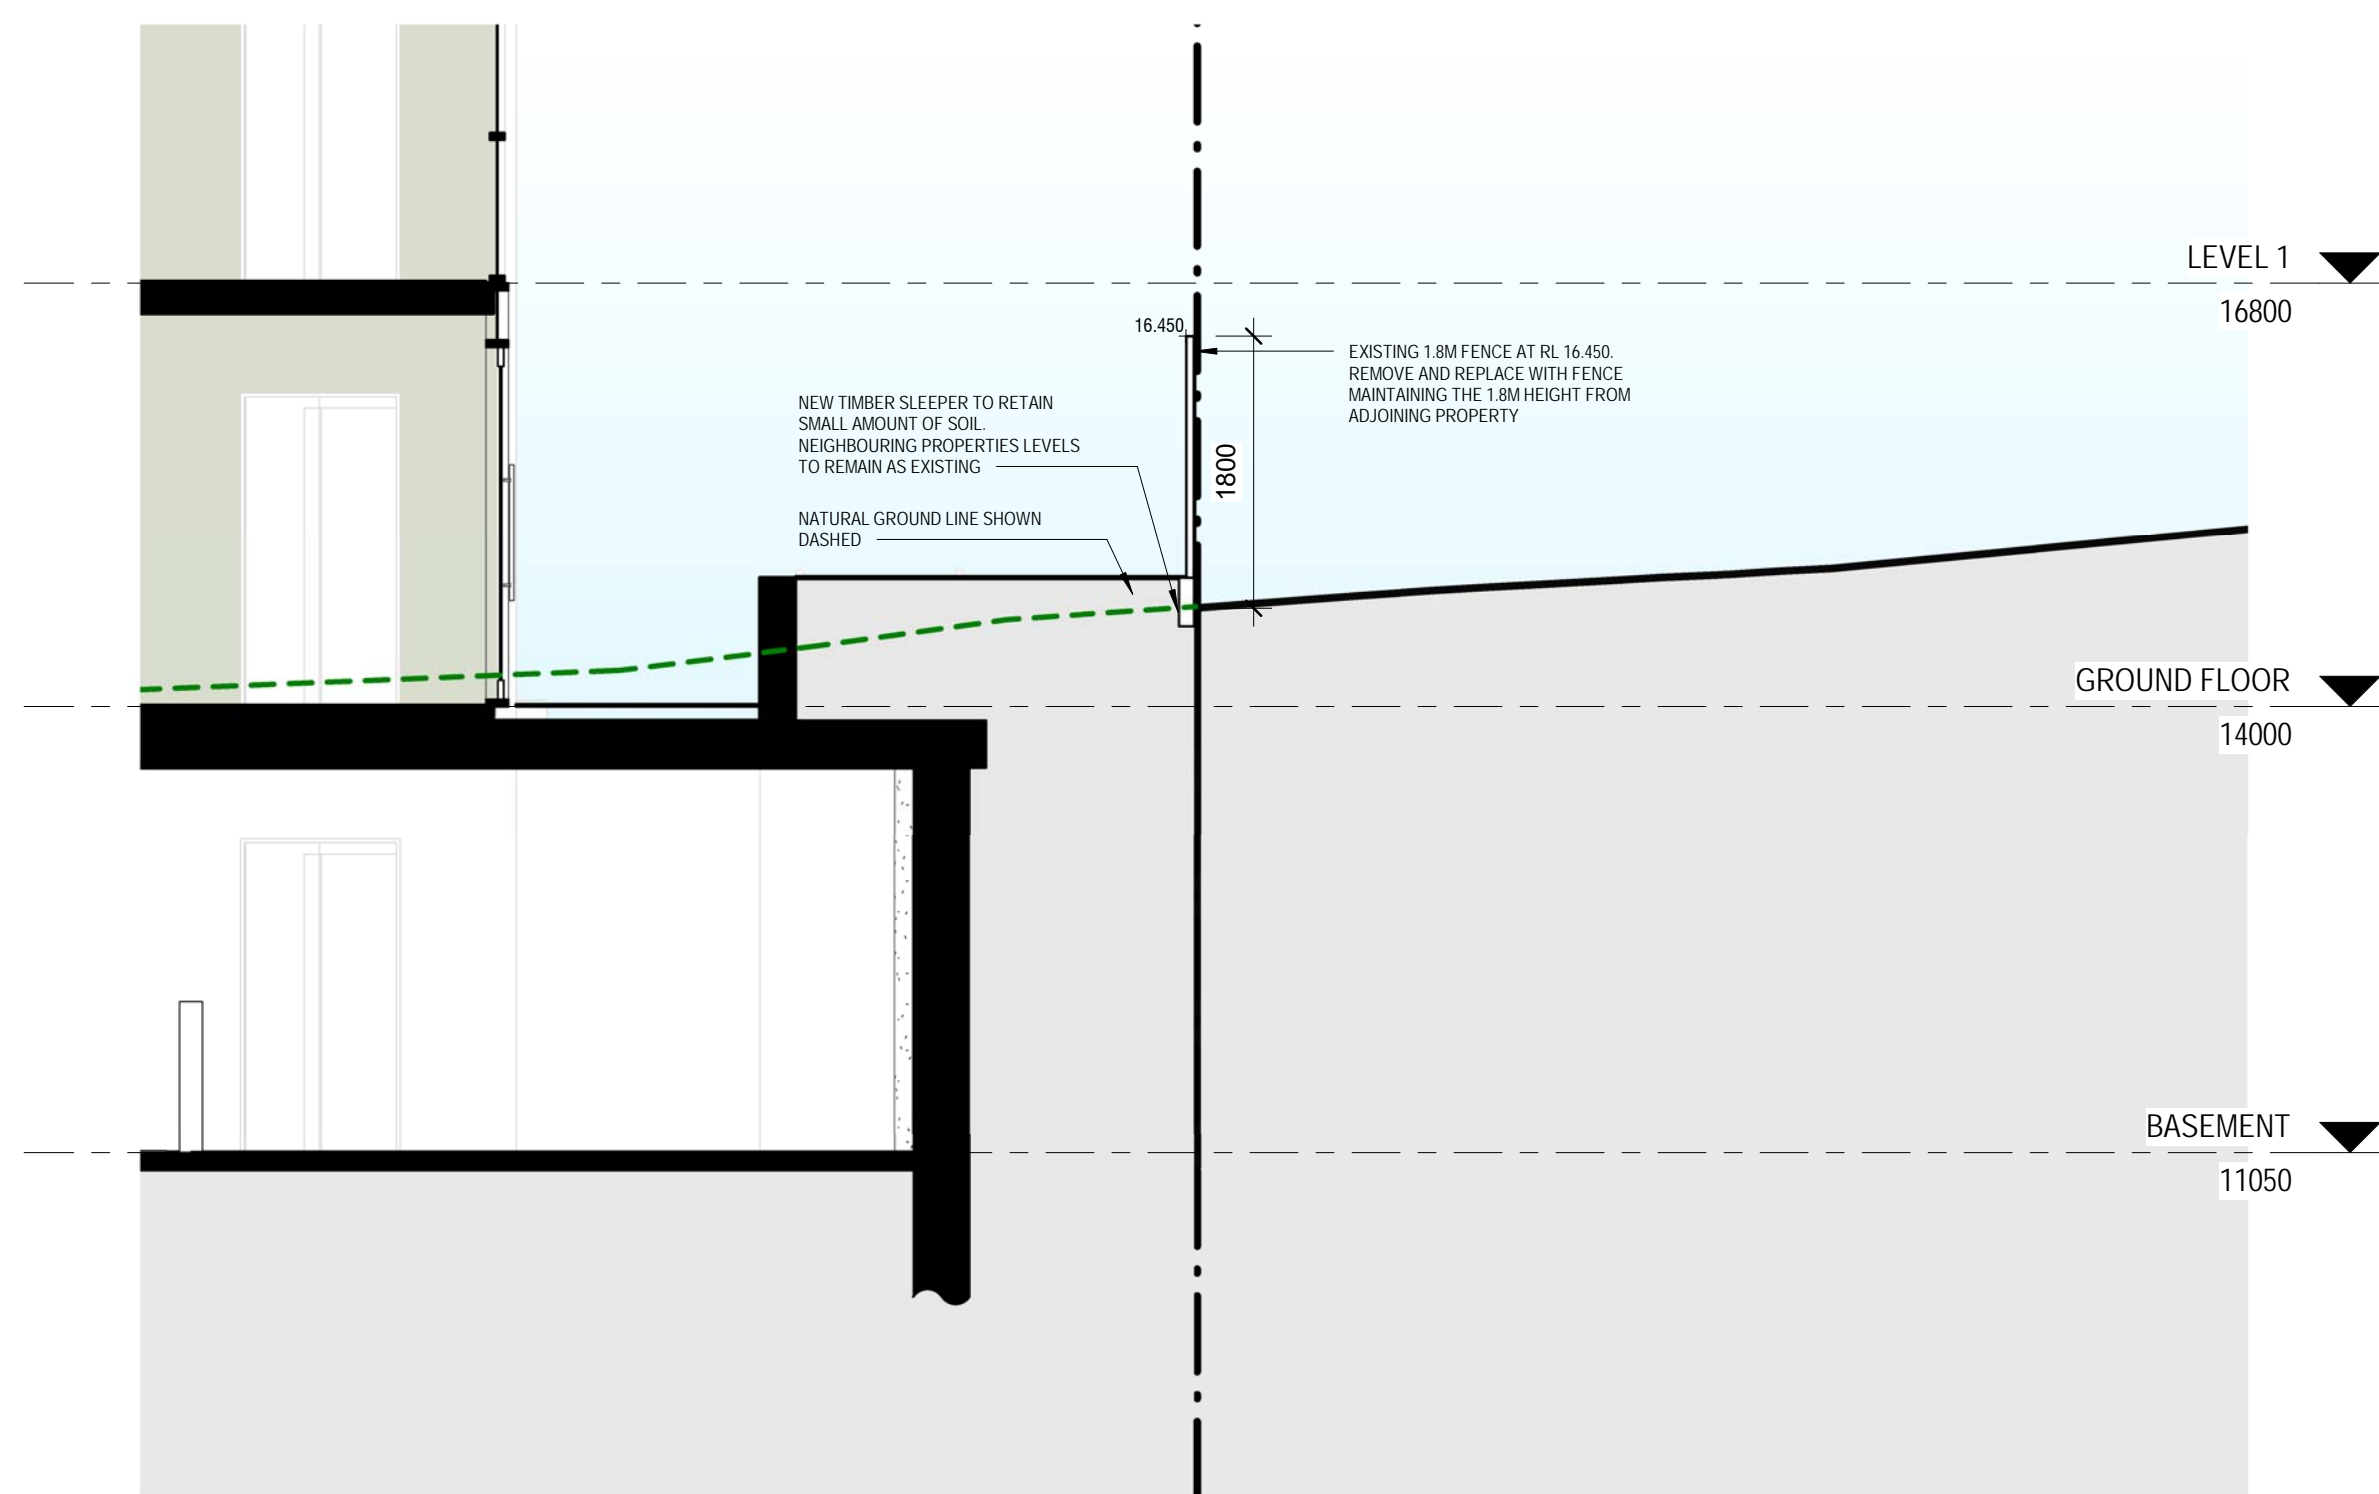 LEVEL 1
16800
16.450
EXISTING 1.8M FENCE AT RL 16.450.
REMOVE AND REPLACE WITH FENCE
MAINTAINING THE 1.8M HEIGHT FROM
ADJOINING PROPERTY
NEW TIMBER SLEEPER TO RETAIN
SMALL AMOUNT OF SOIL.
NEIGHBOURING PROPERTIES LEVELS
TO REMAIN AS EXISTING
1800
NATURAL GROUND LINE SHOWN
DASHED
GROUND FLOOR
14000
BASEMENT
11050